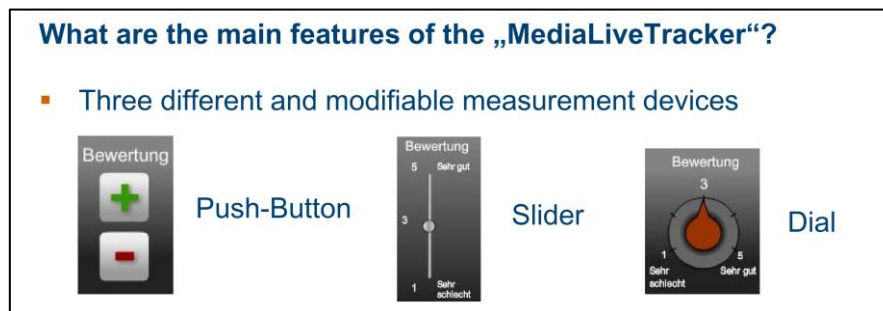 What are the main features of the „MediaLiveTracker“?
▪ Three different and modifiable measurement devices
Bewertung
Push-Button
Bewertung
5 Sehr gut
3
1 Sehr schlecht
Slider
Bewertung
3
1 5
Sehr schlecht Sehr gut
Dial